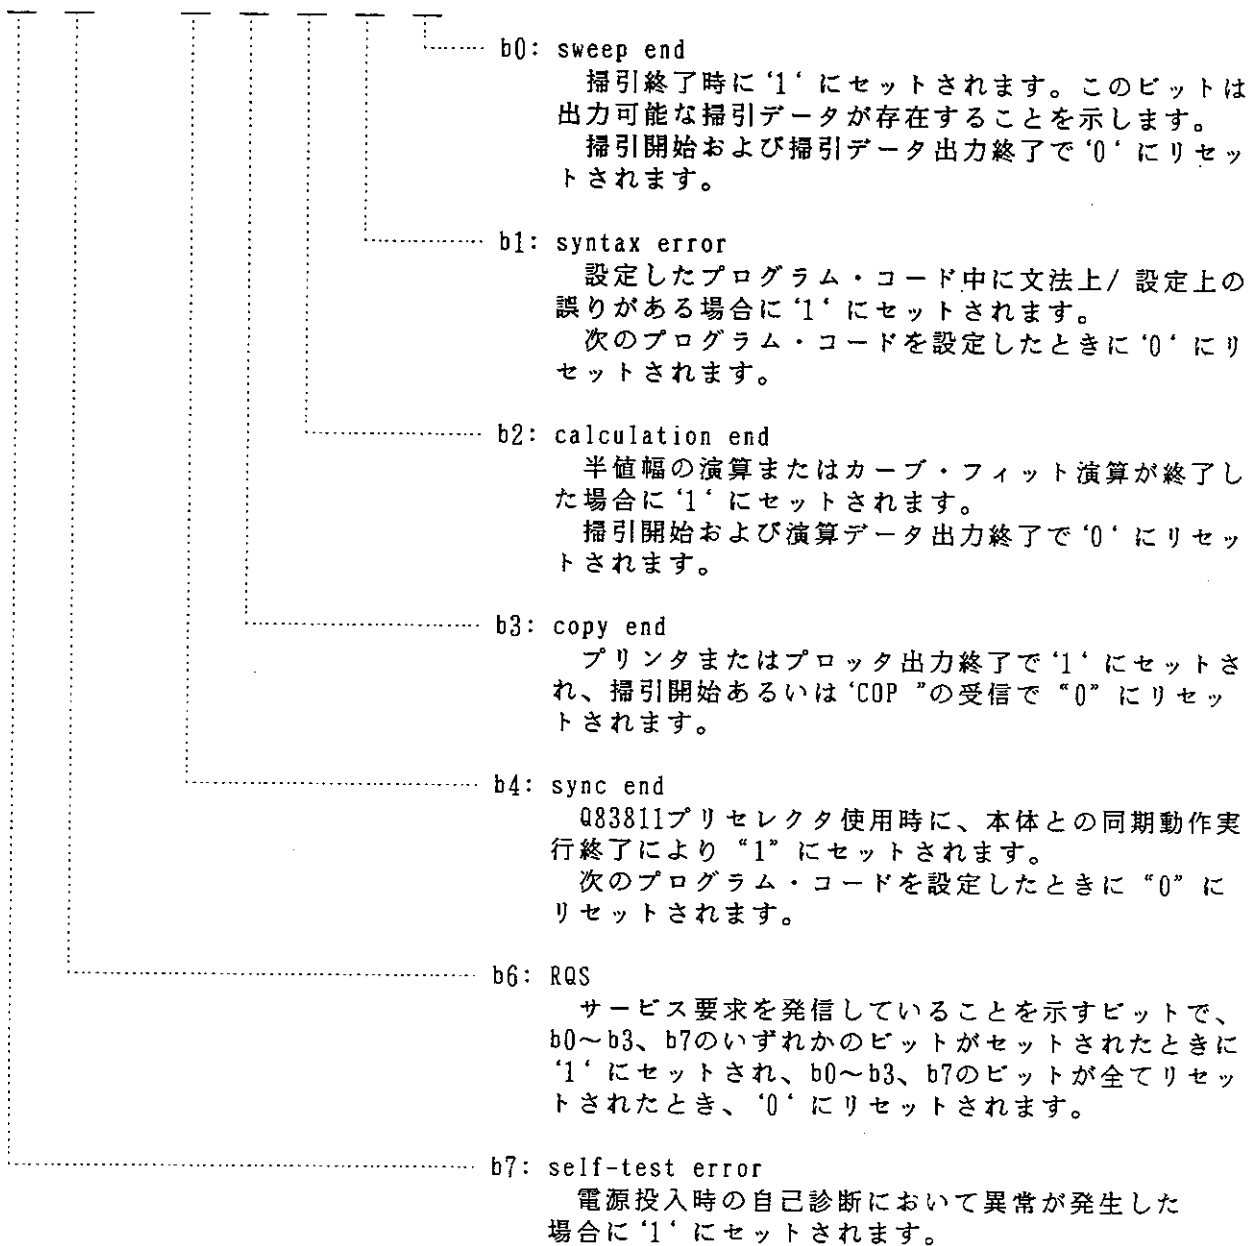 b0: sweep end
掃引終了時に‘1‘にセットされます。このビットは
出力可能な掃引データが存在することを示します。
掃引開始および掃引データ出力終了で‘0‘にリセッ
トされます。
b1: syntax error
設定したプログラム・コード中に文法上/ 設定上の
誤りがある場合に‘1‘にセットされます。
次のプログラム・コードを設定したときに‘0‘にリ
セットされます。
b2: calculation end
半値幅の演算またはカーブ・フィット演算が終了し
た場合に‘1‘にセットされます。
掃引開始および演算データ出力終了で‘0‘にリセッ
トされます。
b3: copy end
プリンタまたはプロッタ出力終了で‘1‘にセットさ
れ、掃引開始あるいは‘COP ”の受信で “0” にリセッ
トされます。
b4: sync end
Q83811プリセレクタ使用時に、本体との同期動作実
行終了により “1” にセットされます。
次のプログラム・コードを設定したときに “0” に
リセットされます。
b6: RQS
サービス要求を発信していることを示すビットで、
b0～b3、b7のいずれかのビットがセットされたときに
‘1‘にセットされ、b0～b3、b7のビットが全てリセッ
トされたとき、‘0‘にリセットされます。
b7: self-test error
電源投入時の自己診断において異常が発生した
場合に‘1‘にセットされます。